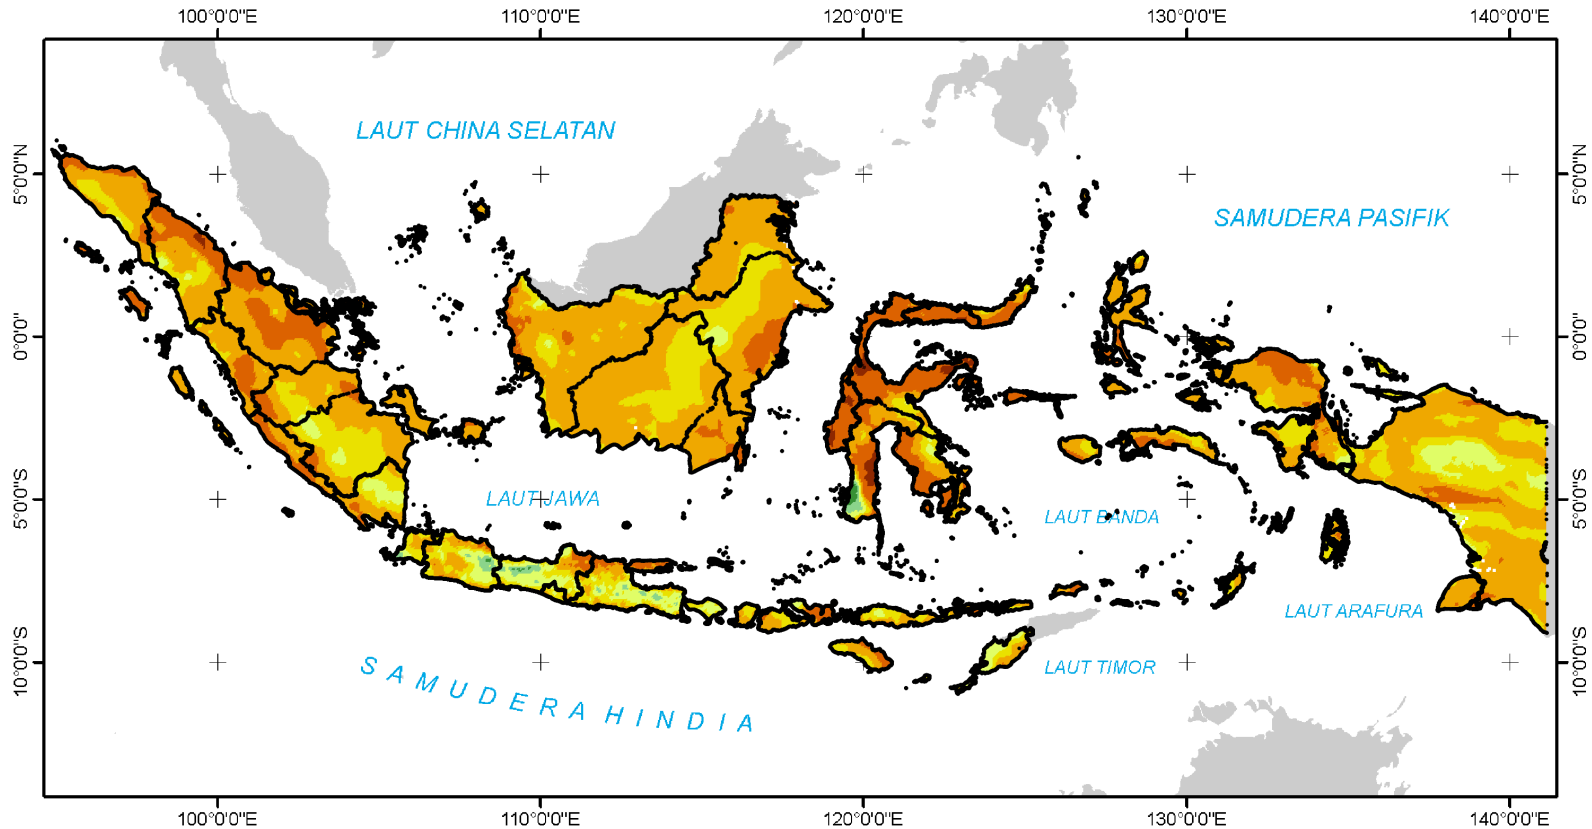 100°0'0"E 110°0'0"E 120°0'0"E 130°0'0"E 140°0'0"E
LAUT CHINA SELATAN
5°0'0"N 5°0'0"N
SAMUDERA PASIFIK
0°0'0" 0°0'0"
LAUT JAWA
5°0'0"S 5°0'0"S
LAUT BANDA
LAUT ARAFURA
10°0'0"S 10°0'0"S
LAUT TIMOR
SAMUDERA HINDIA
100°0'0"E 110°0'0"E 120°0'0"E 130°0'0"E 140°0'0"E